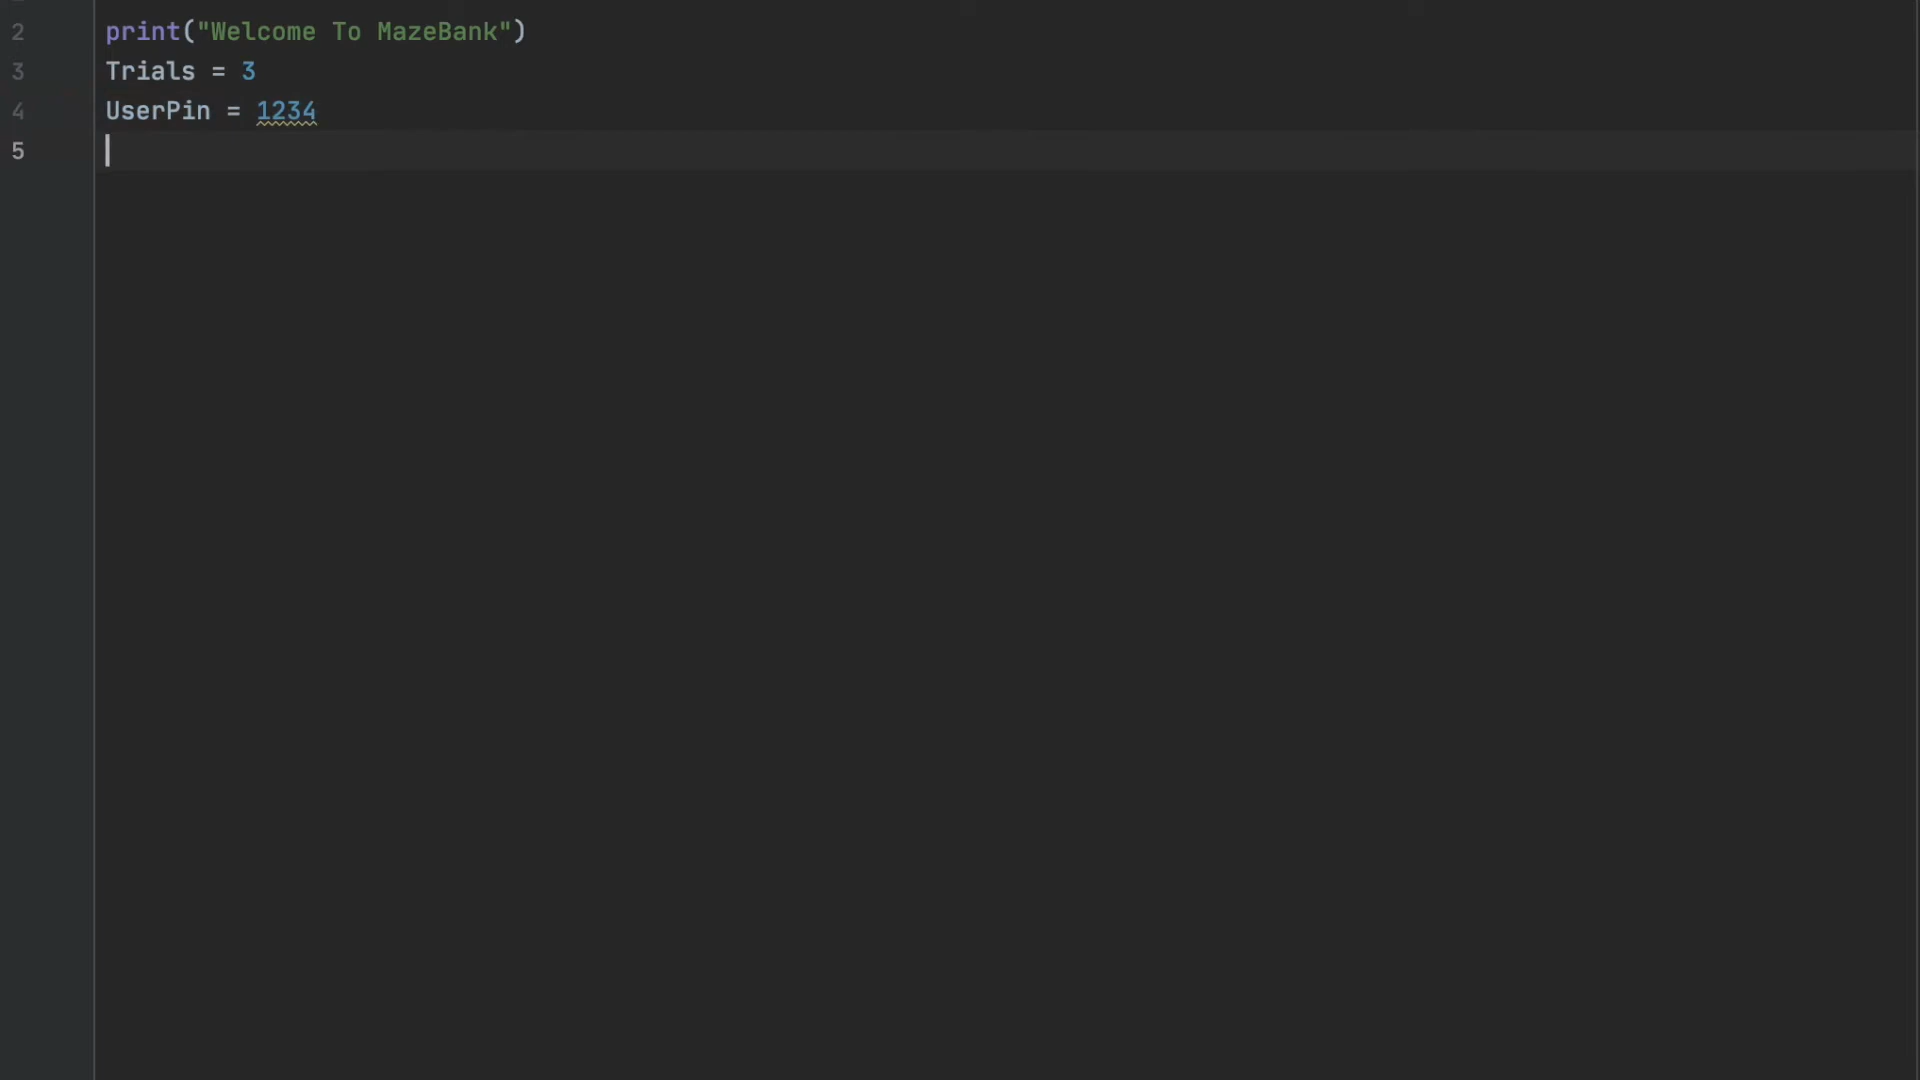 2 print("Welcome To MazeBank")
3 Trials = 3
4 UserPin = 1234
5